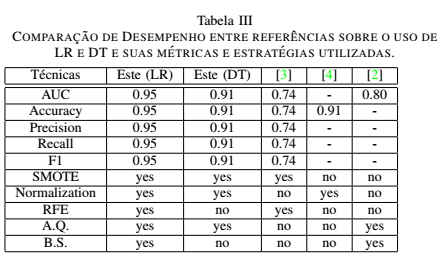 Tabela III
COMPARAÇÃO DE DESEMPENHO ENTRE REFERÊNCIAS SOBRE O USO DE
LR E DT E SUAS MÉTRICAS E ESTRATÉGIAS UTILIZADAS.
Técnicas Este (LR) Este (DT) [3] [4] [2]
AUC 0.95 0.91 0.74 - 0.80
Accuracy 0.95 0.91 0.74 0.91 -
Precision 0.95 0.91 0.74 - -
Recall 0.95 0.91 0.74 - -
F1 0.95 0.91 0.74 - -
SMOTE yes yes yes no no
Normalization yes yes no yes no
RFE yes no yes no no
A.Q. yes yes no no yes
B.S. yes no no no yes